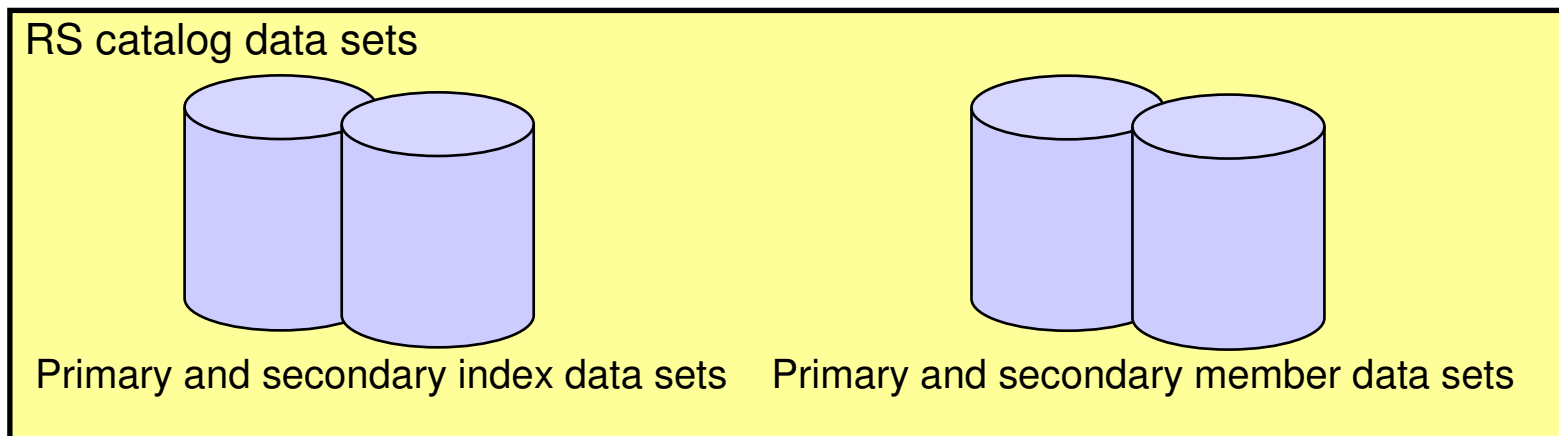 RS catalog data sets
Primary and secondary index data sets
Primary and secondary member data sets